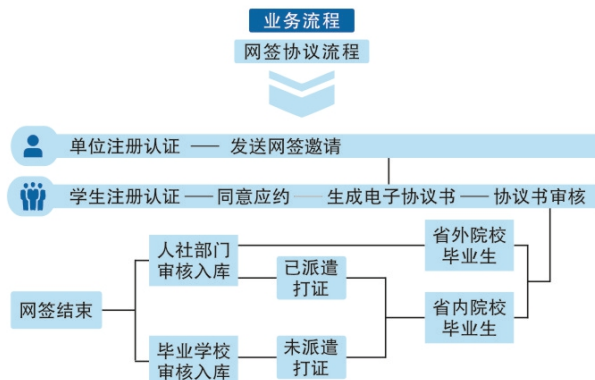 业务流程
网签协议流程
单位注册认证 — 发送网签邀请
学生注册认证 — 同意应约 — 生成电子协议书 — 协议书审核
人社部门
审核入库
省外院校
毕业生
已派遣
打证
网签结束
省内院校
毕业生
毕业学校
审核入库
未派遣
打证